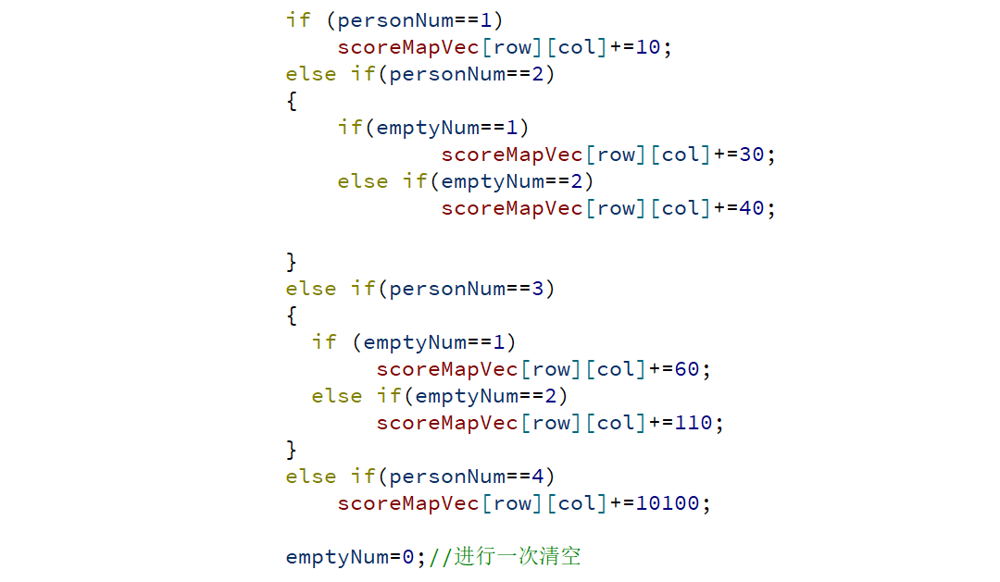 if (personNum==1)
    scoreMapVec[row][col]+=10;
else if(personNum==2)
{
    if(emptyNum==1)
            scoreMapVec[row][col]+=30;
    else if(emptyNum==2)
            scoreMapVec[row][col]+=40;

}
else if(personNum==3)
{
  if (emptyNum==1)
       scoreMapVec[row][col]+=60;
  else if(emptyNum==2)
       scoreMapVec[row][col]+=110;
}
else if(personNum==4)
    scoreMapVec[row][col]+=10100;

emptyNum=0;//进行一次清空